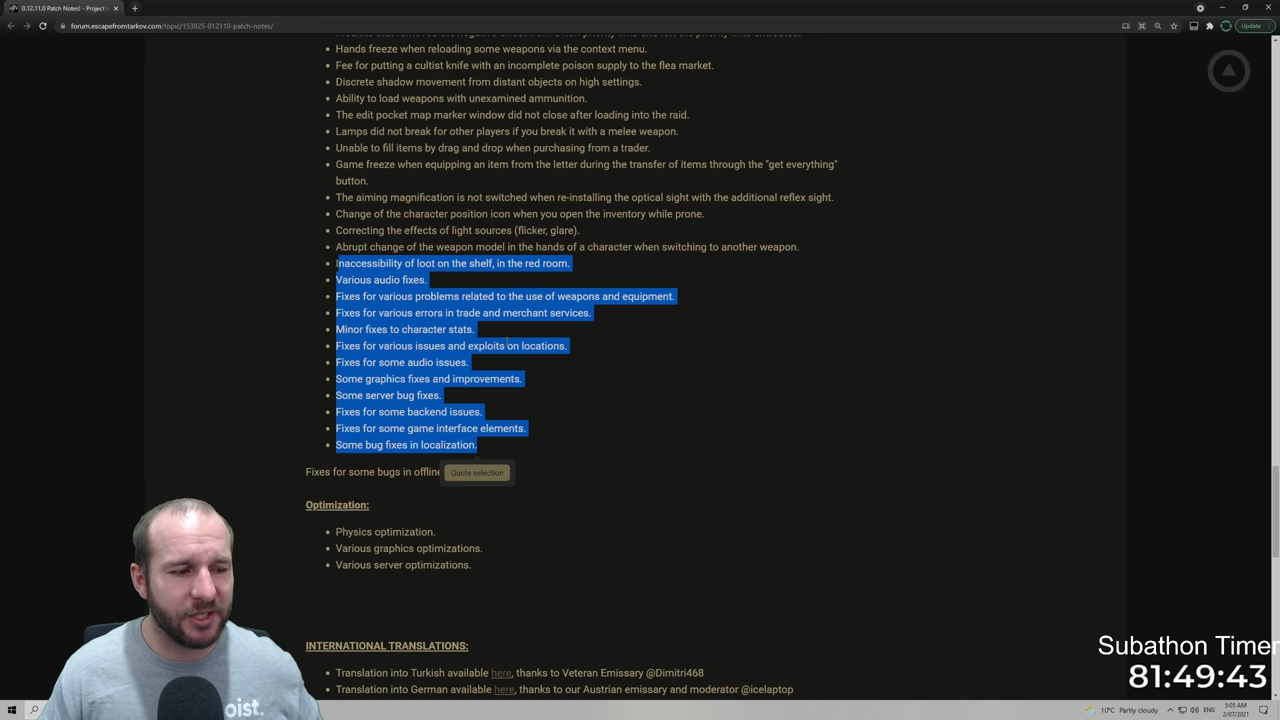 0.12.11.0 Patch Notes! - Project
Update
forum.escapefromtarkov.com/topic/153825-012110-patch-notes/
Hands freeze when reloading some weapons via the context menu.
Fee for putting a cultist knife with an incomplete poison supply to the flea market.
Discrete shadow movement from distant objects on high settings.
Ability to load weapons with unexamined ammunition.
The edit pocket map marker window did not close after loading into the raid.
Lamps did not break for other players if you break it with a melee weapon.
Unable to fill items by drag and drop when purchasing from a trader.
Game freeze when equipping an item from the letter during the transfer of items through the "get everything"
button.
The aiming magnification is not switched when re-installing the optical sight with the additional reflex sight.
Change of the character position icon when you open the inventory while prone.
Correcting the effects of light sources (flicker, glare).
Abrupt change of the weapon model in the hands of a character when switching to another weapon.
Inaccessibility of loot on the shelf, in the red room.
Various audio fixes.
Fixes for various problems related to the use of weapons and equipment.
Fixes for various errors in trade and merchant services.
Minor fixes to character stats.
Fixes for various issues and exploits on locations.
Fixes for some audio issues.
Some graphics fixes and improvements.
Some server bug fixes.
Fixes for some backend issues.
Fixes for some game interface elements.
Some bug fixes in localization.
Fixes for some bugs in offline
Quote selection
Optimization:
Physics optimization.
Various graphics optimizations.
Various server optimizations.
INTERNATIONAL TRANSLATIONS:
Translation into Turkish available here, thanks to Veteran Emissary @Dimitri468
Translation into German available here, thanks to our Austrian emissary and moderator @icelaptop
Subathon Timer
81:49:43
oist.
10°C Partly cloudy
ENG
5:05 AM
2/07/2021